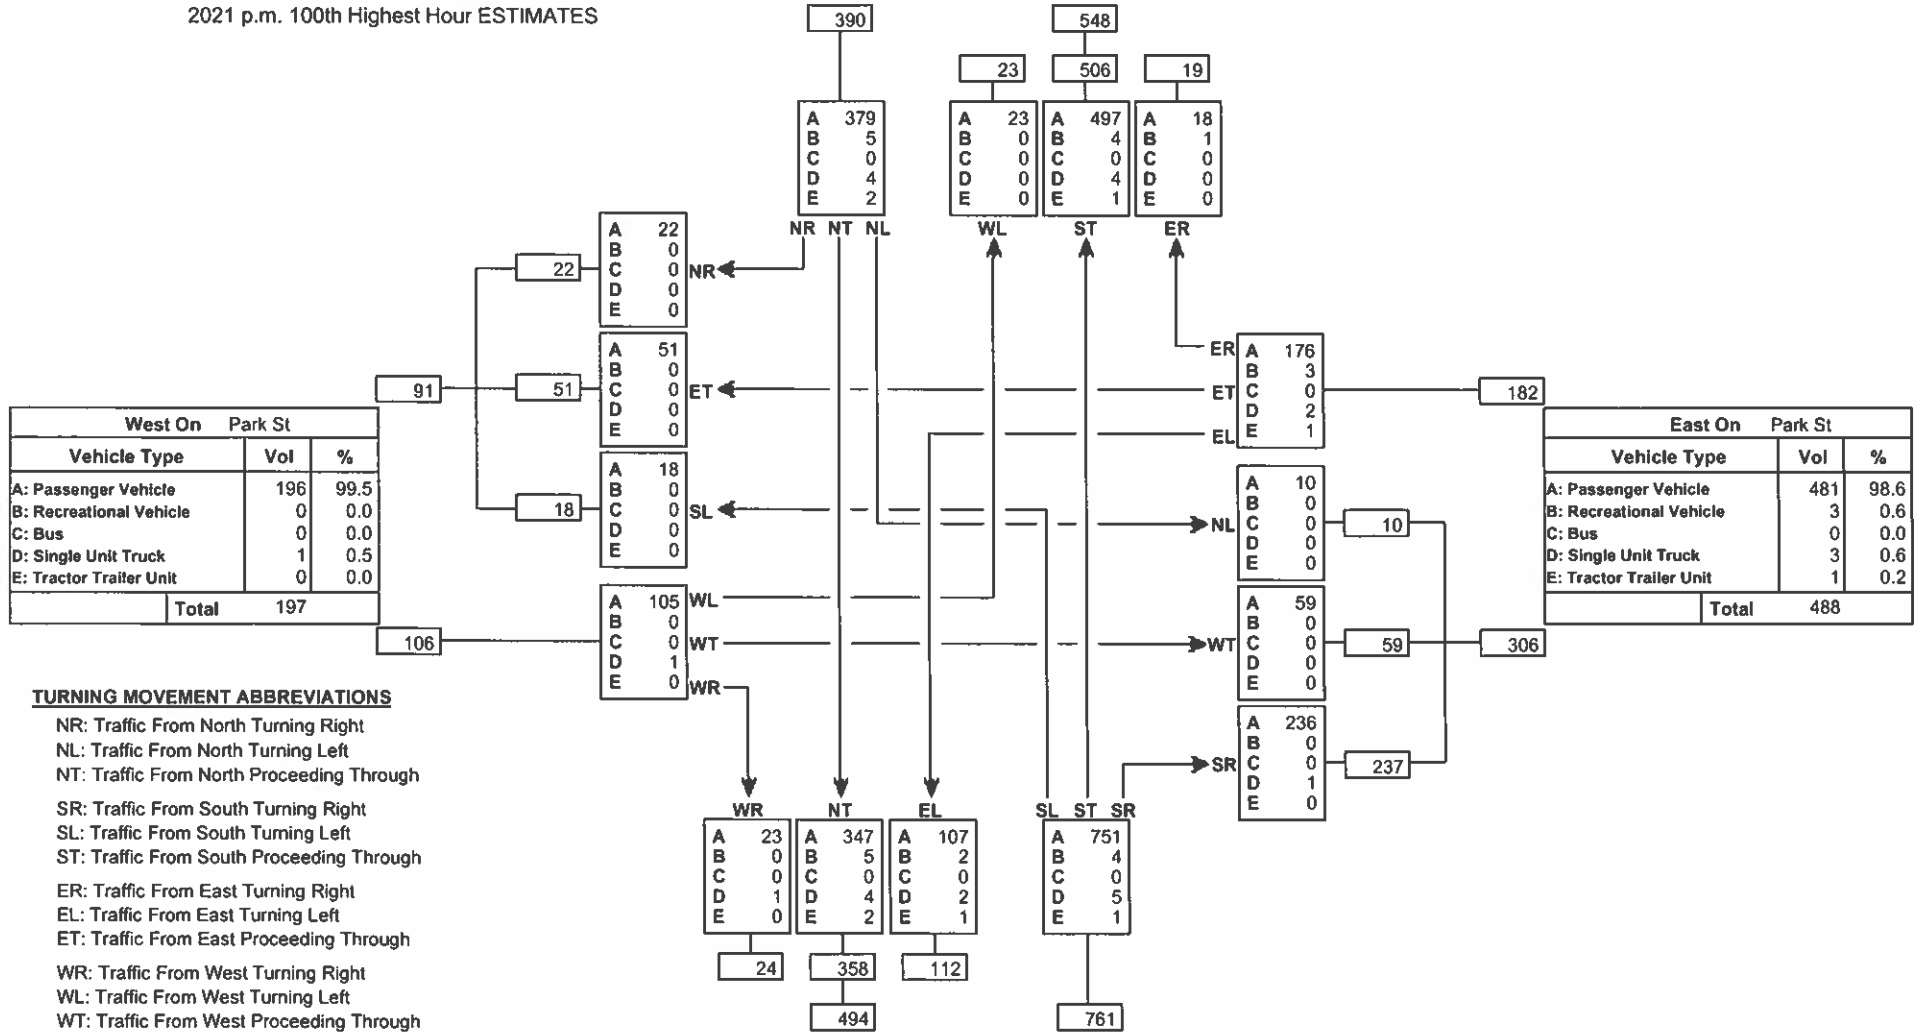 2021 p.m. 100th Highest Hour ESTIMATES
390
548
23
506
19
A 379
B 5
C 0
D 4
E 2
A 23
B 0
C 0
D 0
E 0
A 497
B 4
C 0
D 4
E 1
A 18
B 1
C 0
D 0
E 0
NR NT NL
WL
ST
ER
22
A 22
B 0
C 0
D 0
E 0
NR
91
51
A 51
B 0
C 0
D 0
E 0
ET
18
A 18
B 0
C 0
D 0
E 0
SL
106
A 105
B 0
C 0
D 1
E 0
WL
WT
WR
ER
ET
EL
A 176
B 3
C 0
D 2
E 1
182
NL
A 10
B 0
C 0
D 0
E 0
10
WT
A 59
B 0
C 0
D 0
E 0
59
306
SR
A 236
B 0
C 0
D 1
E 0
237
West On Park St
Vehicle Type Vol %
A: Passenger Vehicle 196 99.5
B: Recreational Vehicle 0 0.0
C: Bus 0 0.0
D: Single Unit Truck 1 0.5
E: Tractor Trailer Unit 0 0.0
Total 197
East On Park St
Vehicle Type Vol %
A: Passenger Vehicle 481 98.6
B: Recreational Vehicle 3 0.6
C: Bus 0 0.0
D: Single Unit Truck 3 0.6
E: Tractor Trailer Unit 1 0.2
Total 488
TURNING MOVEMENT ABBREVIATIONS
NR: Traffic From North Turning Right
NL: Traffic From North Turning Left
NT: Traffic From North Proceeding Through
SR: Traffic From South Turning Right
SL: Traffic From South Turning Left
ST: Traffic From South Proceeding Through
ER: Traffic From East Turning Right
EL: Traffic From East Turning Left
ET: Traffic From East Proceeding Through
WR: Traffic From West Turning Right
WL: Traffic From West Turning Left
WT: Traffic From West Proceeding Through
WR
NT
EL
SL ST SR
A 23
B 0
C 0
D 1
E 0
A 347
B 5
C 0
D 4
E 2
A 107
B 2
C 0
D 2
E 1
A 751
B 4
C 0
D 5
E 1
24
358
112
494
761